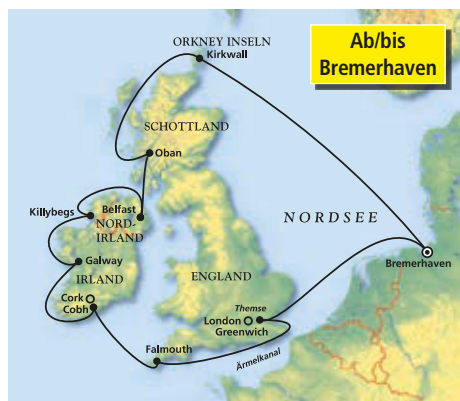 ORKNEY INSELN
Kirkwall
Ab/bis
Bremerhaven
SCHOTTLAND
Oban
Killybegs
Belfast
NORD-
IRLAND
NORDSEE
Galway
IRLAND
ENGLAND
Bremerhaven
Cork
Cobh
Themse
London
Greenwich
Falmouth
Ärmelkanal